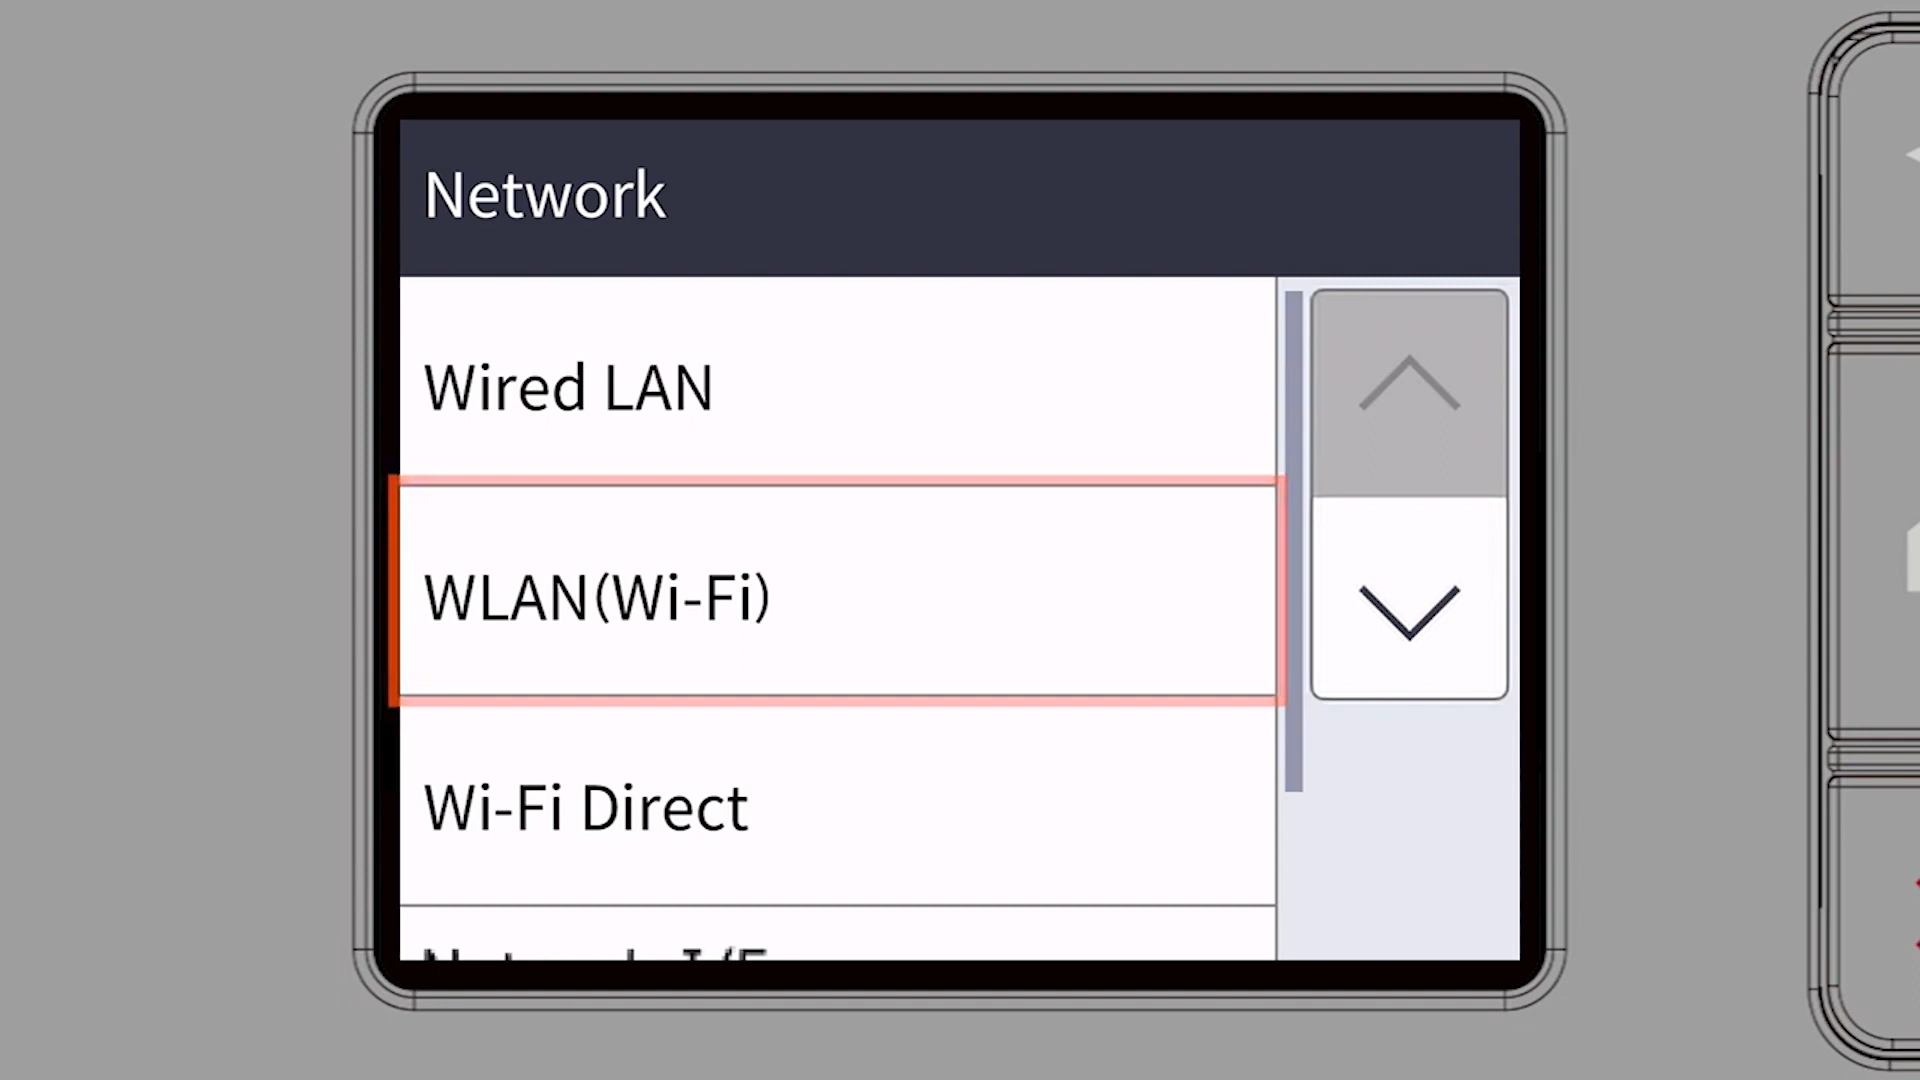 Network
Wired LAN
WLAN(Wi-Fi)
Wi-Fi Direct